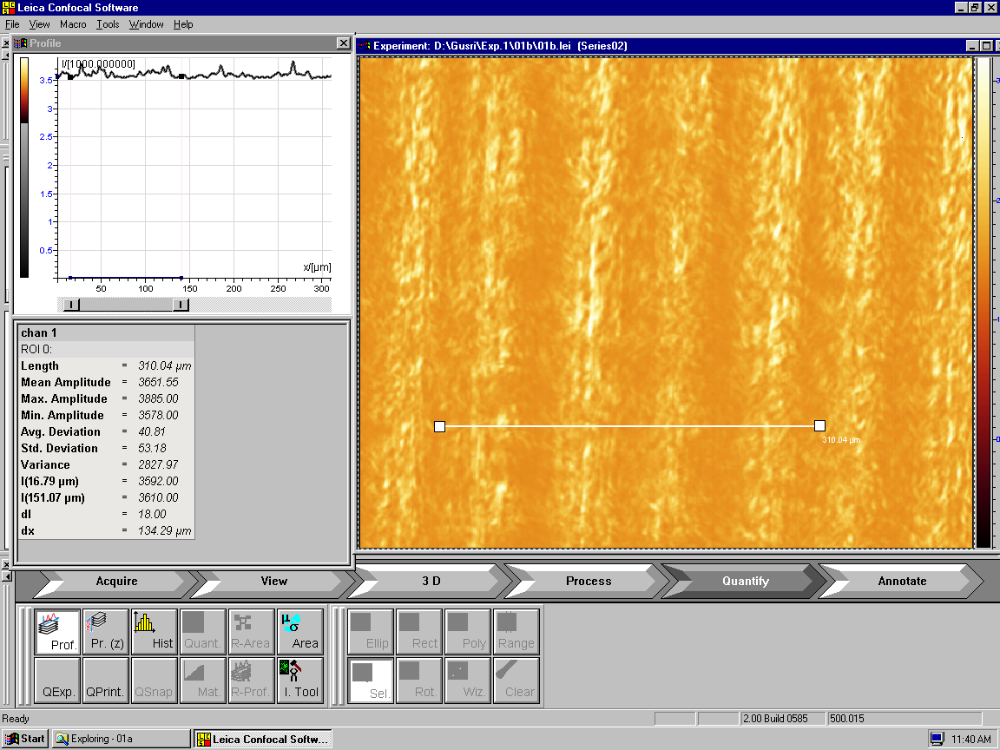 Leica Confocal Software
File View Macro Tools Window Help
Profile
Experiment: D:\Gusri\Exp.1\01b\01b.lei (Series02)
I/[1000.000000]
3.5
3
2.5
2
1.5
1
0.5
x/[µm]
50 100 150 200 250 300
chan 1
ROI 0:
Length = 310.04 µm
Mean Amplitude = 3651.55
Max. Amplitude = 3885.00
Min. Amplitude = 3578.00
Avg. Deviation = 40.81
Std. Deviation = 53.18
Variance = 2827.97
I(16.79 µm) = 3592.00
I(151.07 µm) = 3610.00
dI = 18.00
dx = 134.29 µm
310.04 µm
3
2
1
0
Acquire View 3 D Process Quantify Annotate
Prof. Pr. (z) Hist Quant. R-Area Area Ellip Rect Poly Range
QExp. QPrint. QSnap Mat. R-Prof. I. Tool Sel. Rot. Wiz. Clear
Ready 2.00 Build 0585 500.015
Start Exploring - 01a Leica Confocal Softw... 11:40 AM